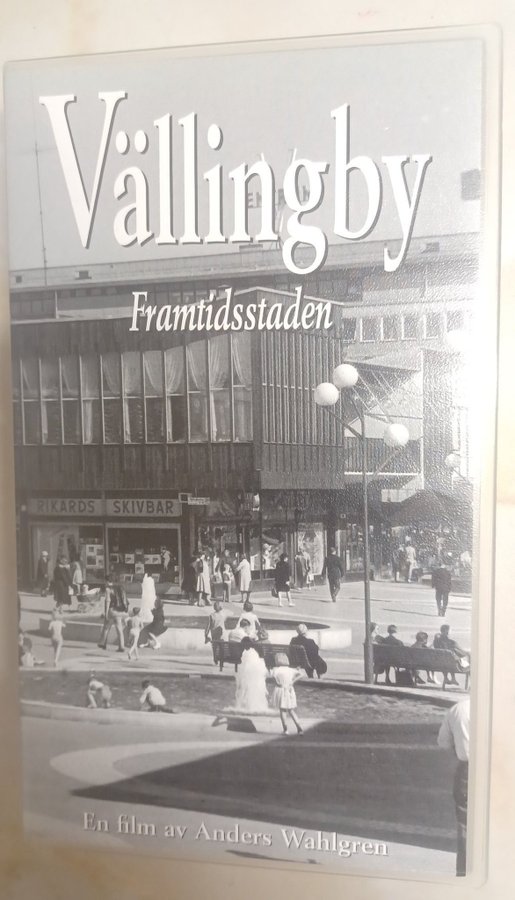 Vällingby
Framtidsstaden
RIKARDS SKIVBAR
En film av Anders Wahlgren